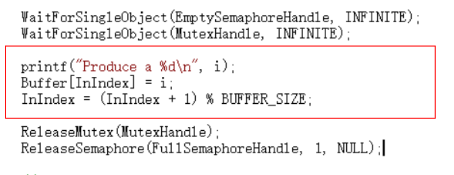 WaitForSingleObject(EmptySemaphoreHandle, INFINITE);
WaitForSingleObject(MutexHandle, INFINITE);
printf("Produce a %d\n", i);
Buffer[InIndex] = i;
InIndex = (InIndex + 1) % BUFFER_SIZE;
ReleaseMutex(MutexHandle);
ReleaseSemaphore(FullSemaphoreHandle, 1, NULL);